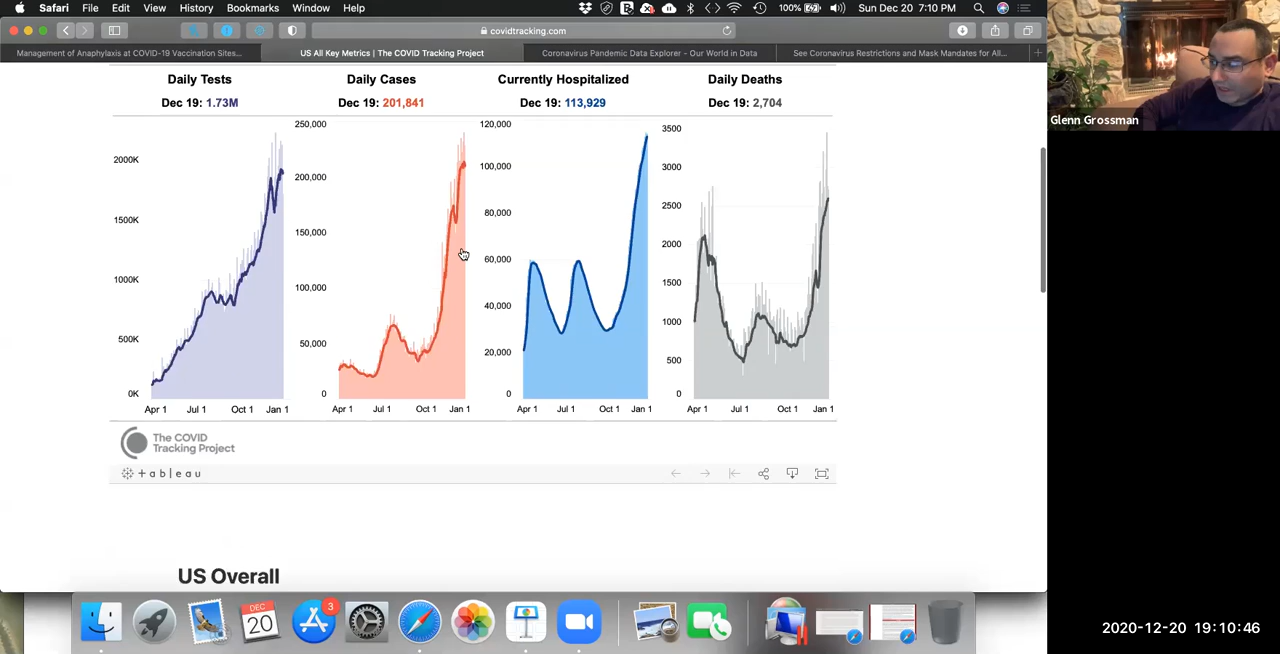 Safari File Edit View History Bookmarks Window Help 100% Sun Dec 20 7:10 PM
covidtracking.com
Management of Anaphylaxis at COVID-19 Vaccination Sites... US All Key Metrics | The COVID Tracking Project Coronavirus Pandemic Data Explorer - Our World in Data See Coronavirus Restrictions and Mask Mandates for All...
Glenn Grossman
Daily Tests
Dec 19: 1.73M
2000K
1500K
1000K
500K
0K
Apr 1 Jul 1 Oct 1 Jan 1
Daily Cases
Dec 19: 201,841
250,000
200,000
150,000
100,000
50,000
0
Apr 1 Jul 1 Oct 1 Jan 1
Currently Hospitalized
Dec 19: 113,929
120,000
100,000
80,000
60,000
40,000
20,000
0
Apr 1 Jul 1 Oct 1 Jan 1
Daily Deaths
Dec 19: 2,704
3500
3000
2500
2000
1500
1000
500
0
Apr 1 Jul 1 Oct 1 Jan 1
The COVID
Tracking Project
+ a b | e a u
US Overall
DEC
20
3
2020-12-20 19:10:46